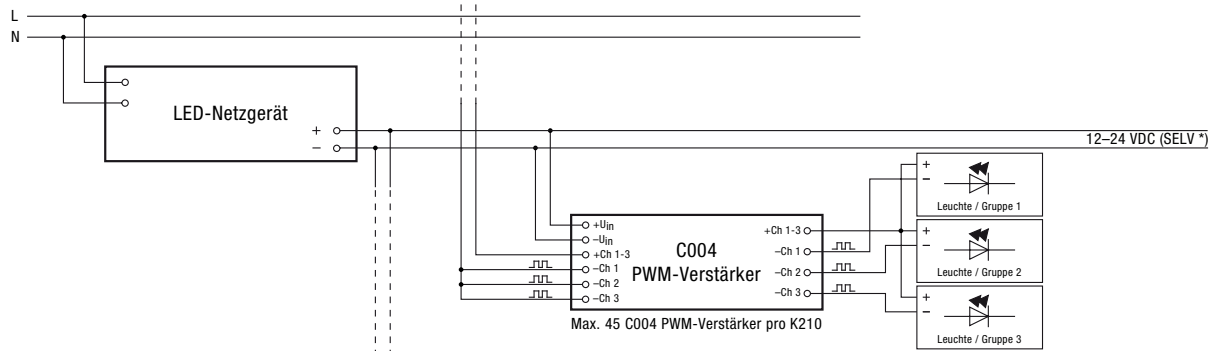 L
N
LED-Netzgerät
+
−
12–24 VDC (SELV *)
+Uin
−Uin
+Ch 1-3
−Ch 1
−Ch 2
−Ch 3
C004
PWM-Verstärker
+Ch 1-3
−Ch 1
−Ch 2
−Ch 3
Max. 45 C004 PWM-Verstärker pro K210
+
−
Leuchte / Gruppe 1
+
−
Leuchte / Gruppe 2
+
−
Leuchte / Gruppe 3